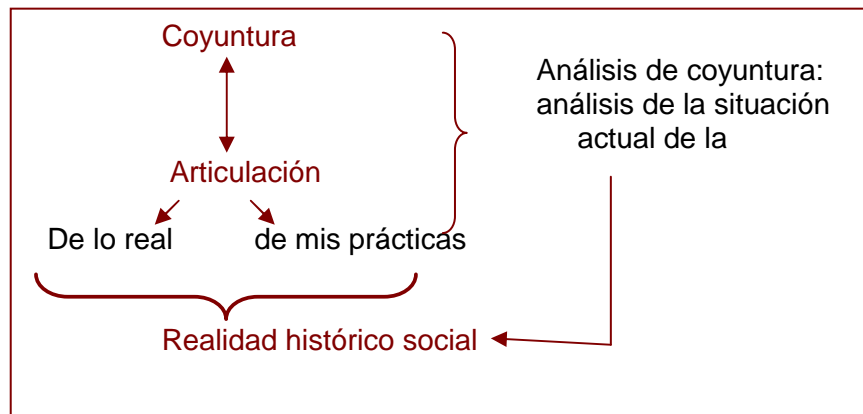 Coyuntura
Análisis de coyuntura:
análisis de la situación
actual de la
Articulación
De lo real
de mis prácticas
Realidad histórico social